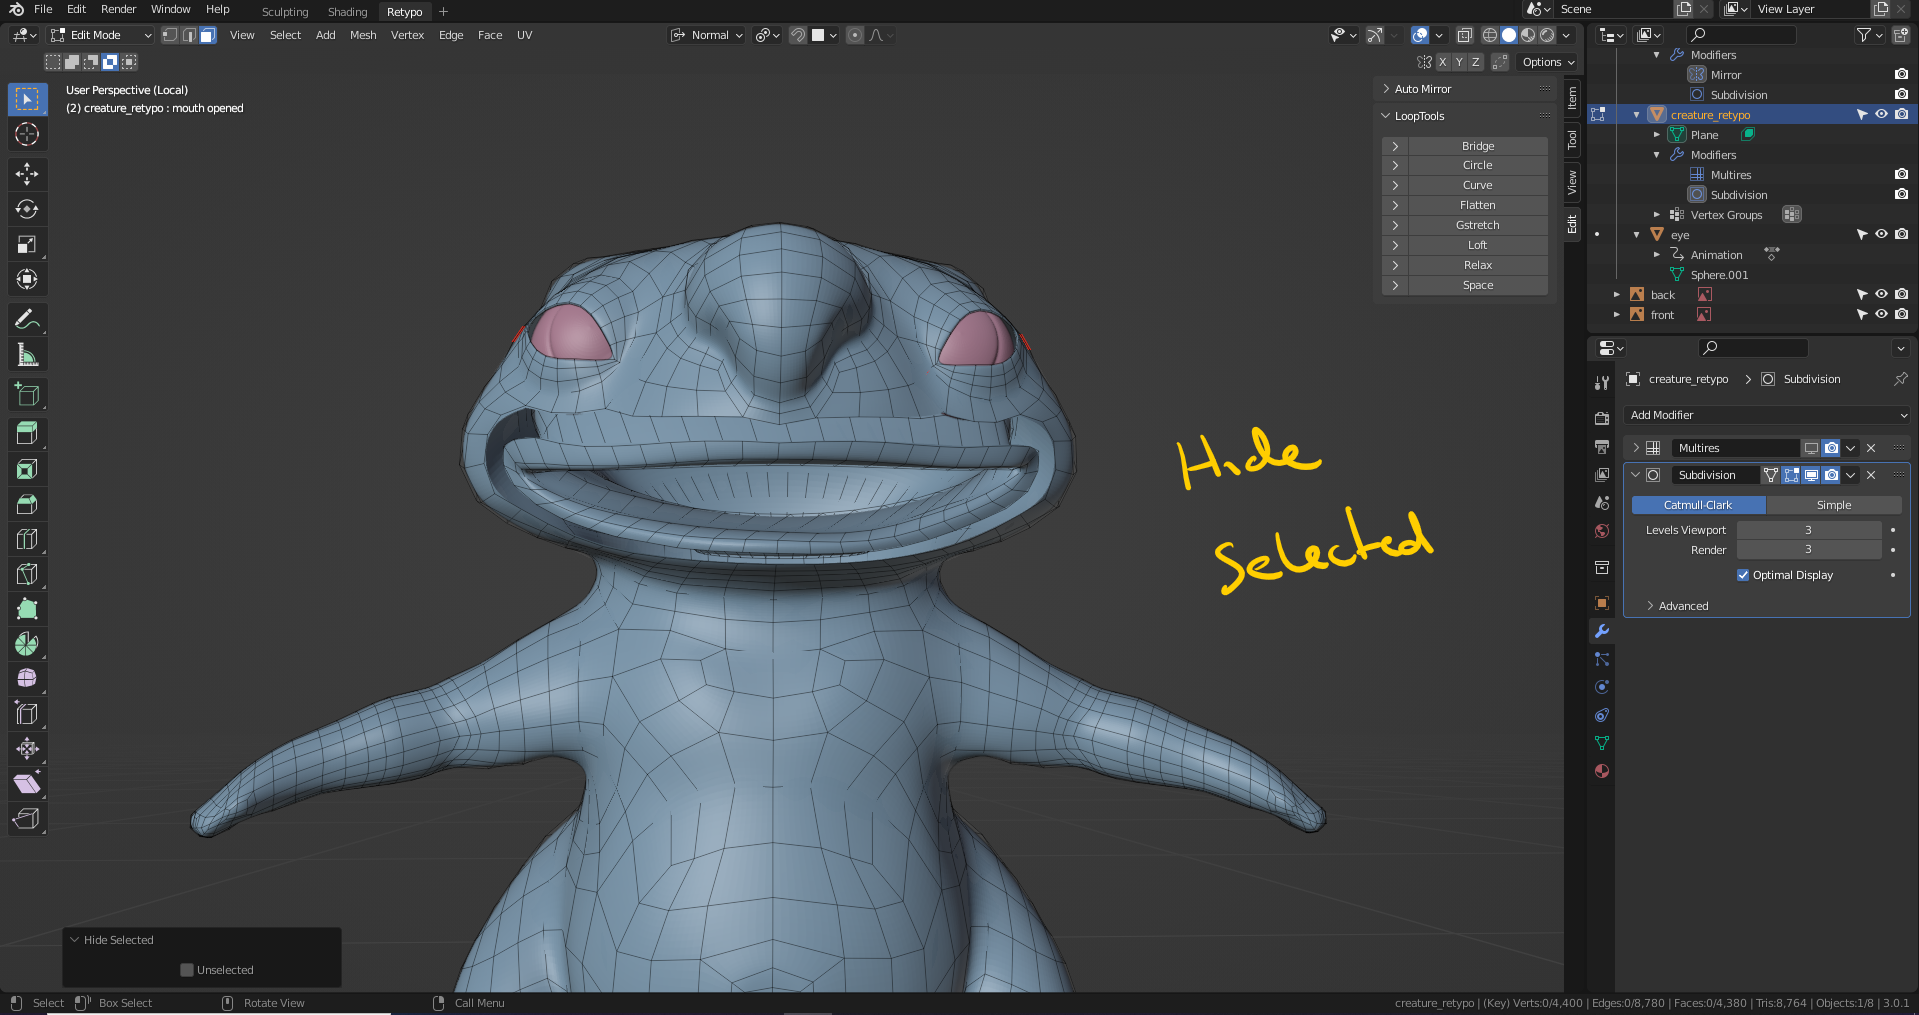 File Edit Render Window Help Sculpting Shading Retypo +
Scene View Layer
Edit Mode View Select Add Mesh Vertex Edge Face UV Normal
X Y Z Options
User Perspective (Local)
(2) creature_retypo : mouth opened
Auto Mirror
LoopTools
Bridge
Circle
Curve
Flatten
Gstretch
Loft
Relax
Space
Item
Tool
View
Edit
Modifiers
Mirror
Subdivision
creature_retypo
Plane
Modifiers
Multires
Subdivision
Vertex Groups
eye
Animation
Sphere.001
back
front
creature_retypo > Subdivision
Add Modifier
Multires
Subdivision
Catmull-Clark Simple
Levels Viewport 3
Render 3
Optimal Display
Advanced
Hide
Selected
Hide Selected
Unselected
Select Box Select Rotate View Call Menu
creature_retypo | (Key) Verts:0/4,400 | Edges:0/8,780 | Faces:0/4,380 | Tris:8,764 | Objects:1/8 | 3.0.1